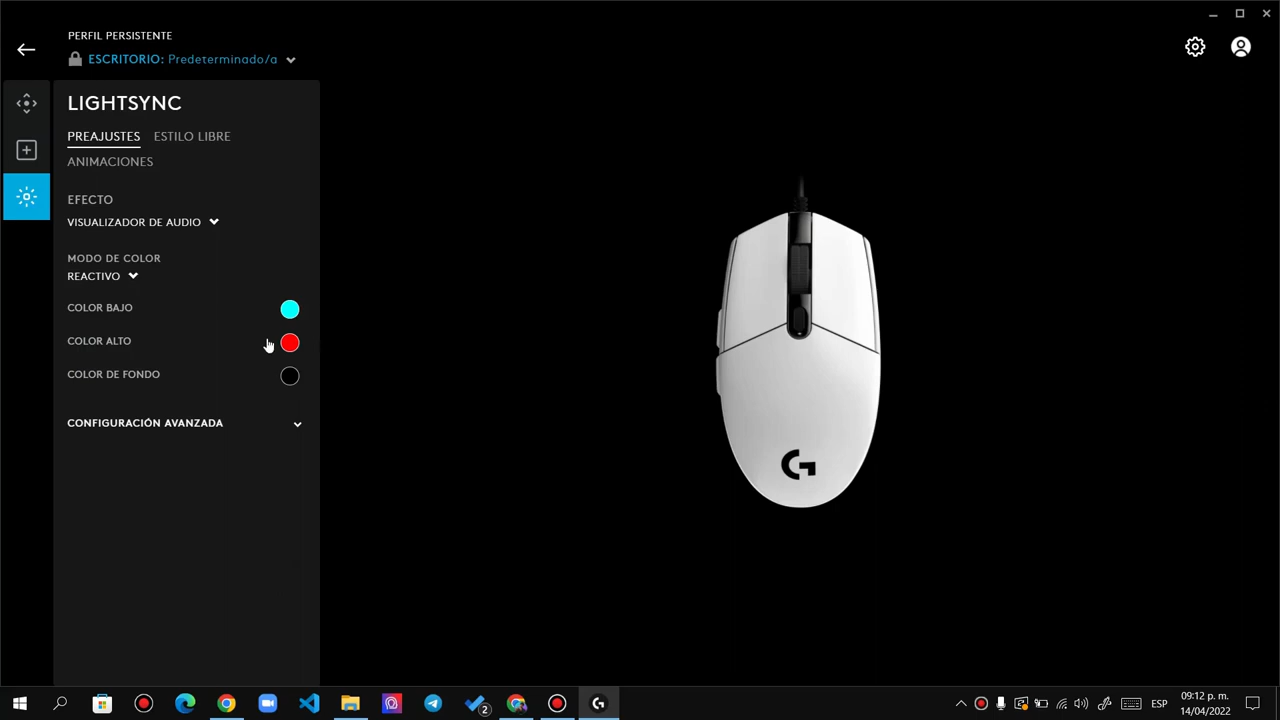 PERFIL PERSISTENTE
ESCRITORIO: Predeterminado/a
LIGHTSYNC
PREAJUSTES ESTILO LIBRE
ANIMACIONES
EFECTO
VISUALIZADOR DE AUDIO
MODO DE COLOR
REACTIVO
COLOR BAJO
COLOR ALTO
COLOR DE FONDO
CONFIGURACIÓN AVANZADA
2
ESP
09:12 p. m.
14/04/2022